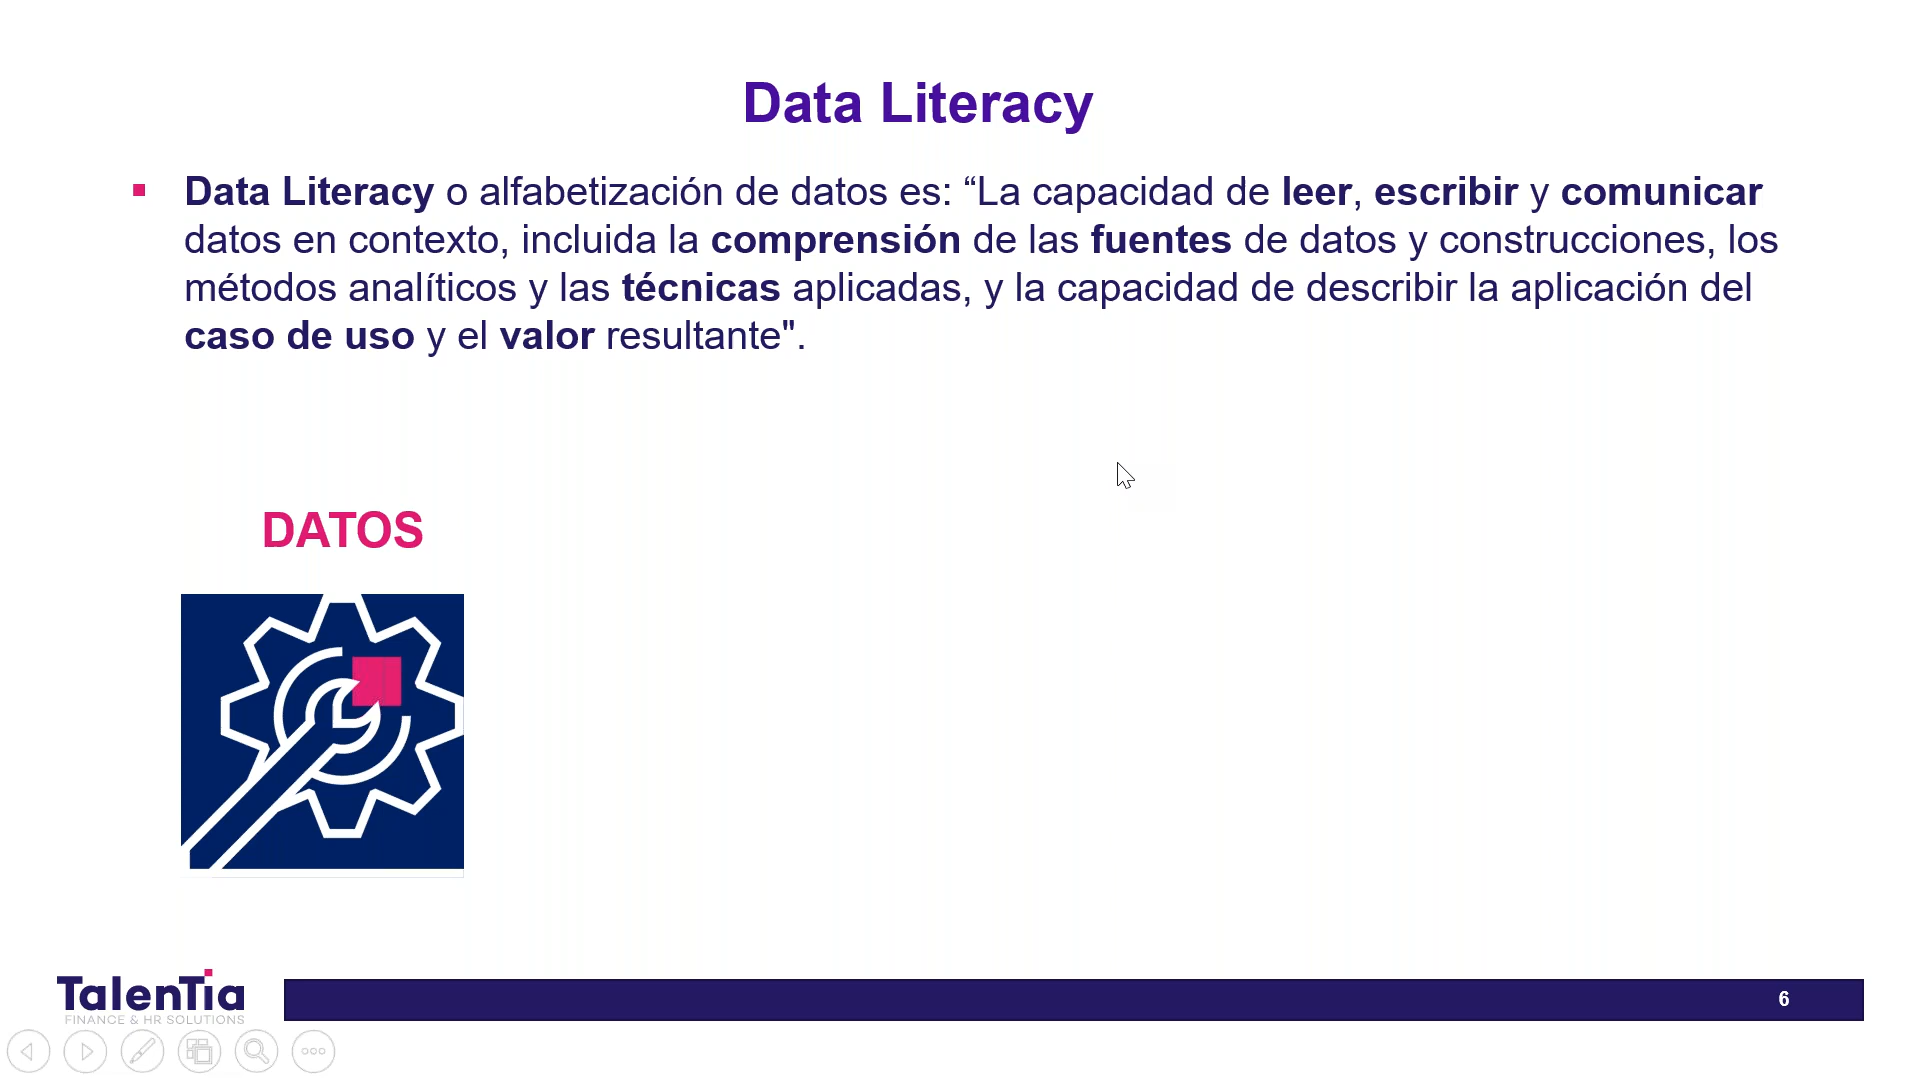 Data Literacy
▪ Data Literacy o alfabetización de datos es: “La capacidad de leer, escribir y comunicar
datos en contexto, incluida la comprensión de las fuentes de datos y construcciones, los
métodos analíticos y las técnicas aplicadas, y la capacidad de describir la aplicación del
caso de uso y el valor resultante".
DATOS
TalenTia
FINANCE & HR SOLUTIONS
6